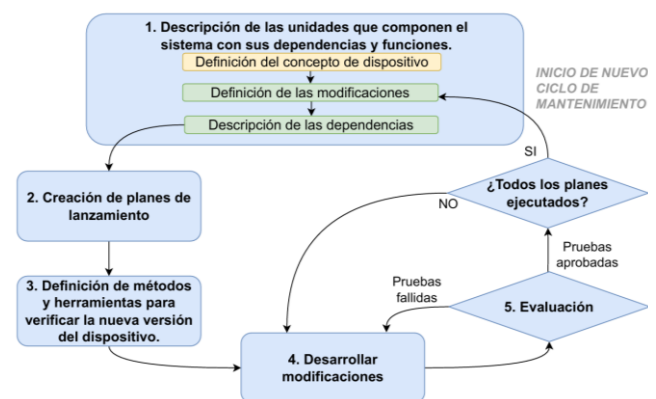 1. Descripción de las unidades que componen el
sistema con sus dependencias y funciones.
Definición del concepto de dispositivo
Definición de las modificaciones
Descripción de las dependencias
INICIO DE NUEVO
CICLO DE
MANTENIMIENTO
SI
2. Creación de planes de
lanzamiento
¿Todos los planes
ejecutados?
NO
Pruebas
aprobadas
3. Definición de métodos
y herramientas para
verificar la nueva versión
del dispositivo.
Pruebas
fallidas
5. Evaluación
4. Desarrollar
modificaciones